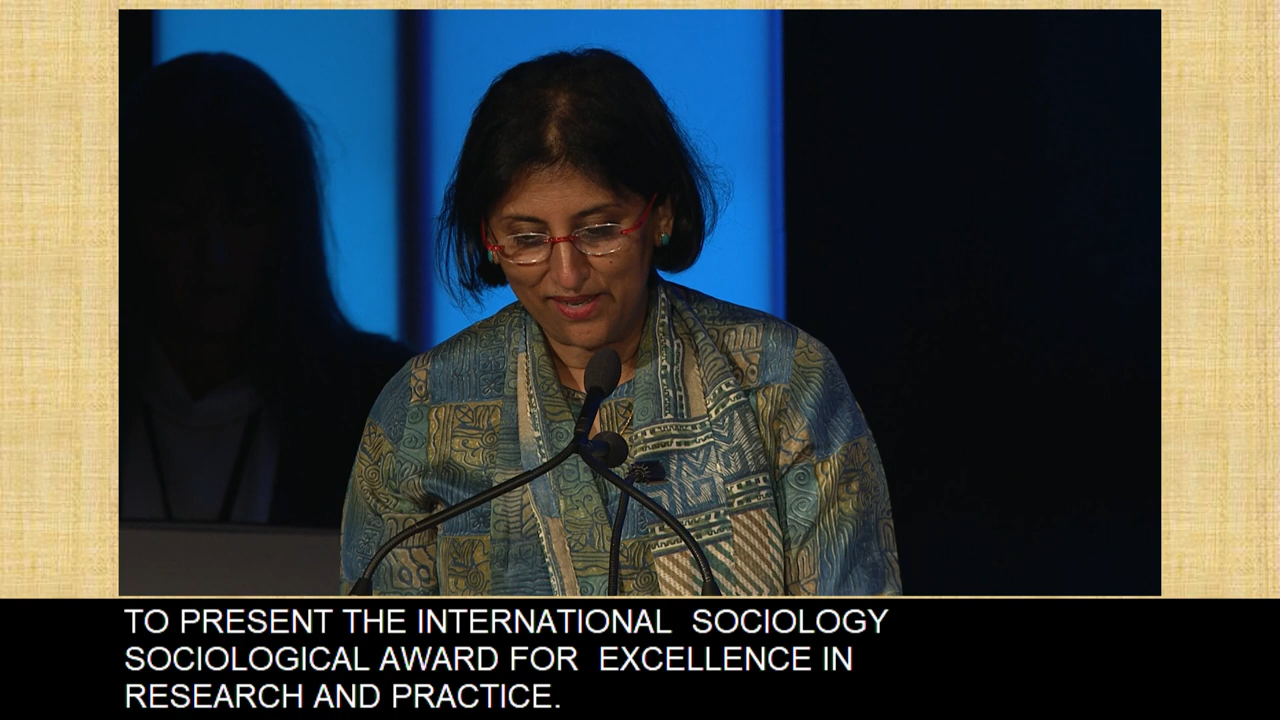 TO PRESENT THE INTERNATIONAL  SOCIOLOGY
SOCIOLOGICAL AWARD FOR  EXCELLENCE IN
RESEARCH AND PRACTICE.